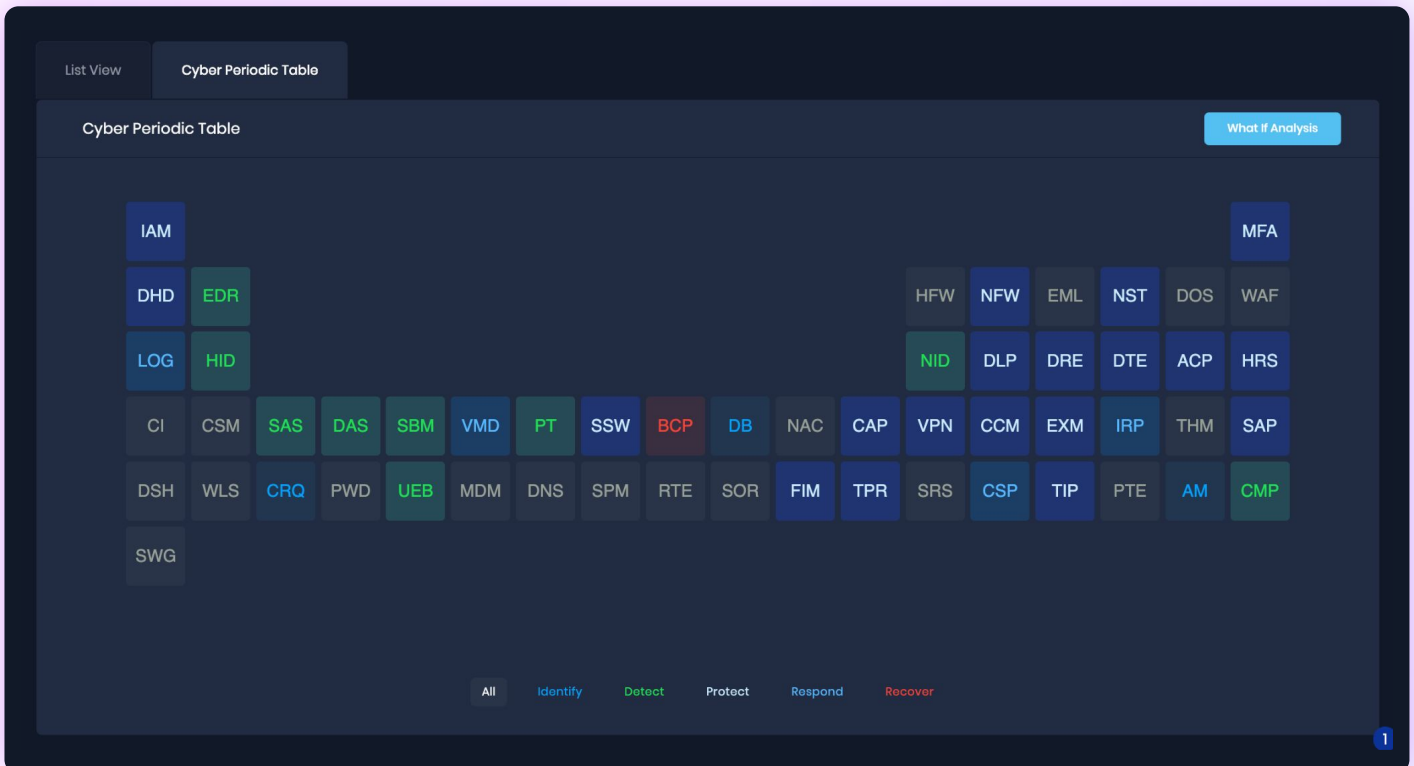 List View Cyber Periodic Table
Cyber Periodic Table What If Analysis
IAM MFA
DHD EDR HFW NFW EML NST DOS WAF
LOG HID NID DLP DRE DTE ACP HRS
CI CSM SAS DAS SBM VMD PT SSW BCP DB NAC CAP VPN CCM EXM IRP THM SAP
DSH WLS CRQ PWD UEB MDM DNS SPM RTE SOR FIM TPR SRS CSP TIP PTE AM CMP
SWG
All Identify Detect Protect Respond Recover
1